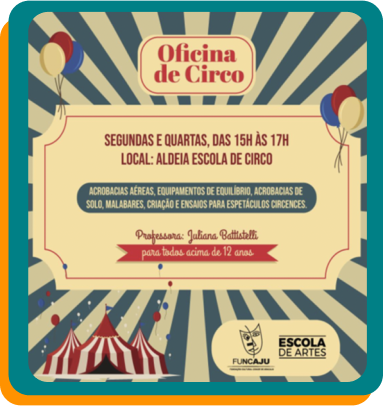 Oficina
de Circo
SEGUNDAS E QUARTAS, DAS 15H ÀS 17H
LOCAL: ALDEIA ESCOLA DE CIRCO
ACROBACIAS AÉREAS, EQUIPAMENTOS DE EQUILÍBRIO, ACROBACIAS DE
SOLO, MALABARES, CRIAÇÃO E ENSAIOS PARA ESPETÁCULOS CIRCENCES.
Professora: Juliana Battistelli
para todos acima de 12 anos
FUNCAJU
ESCOLA
DE ARTES